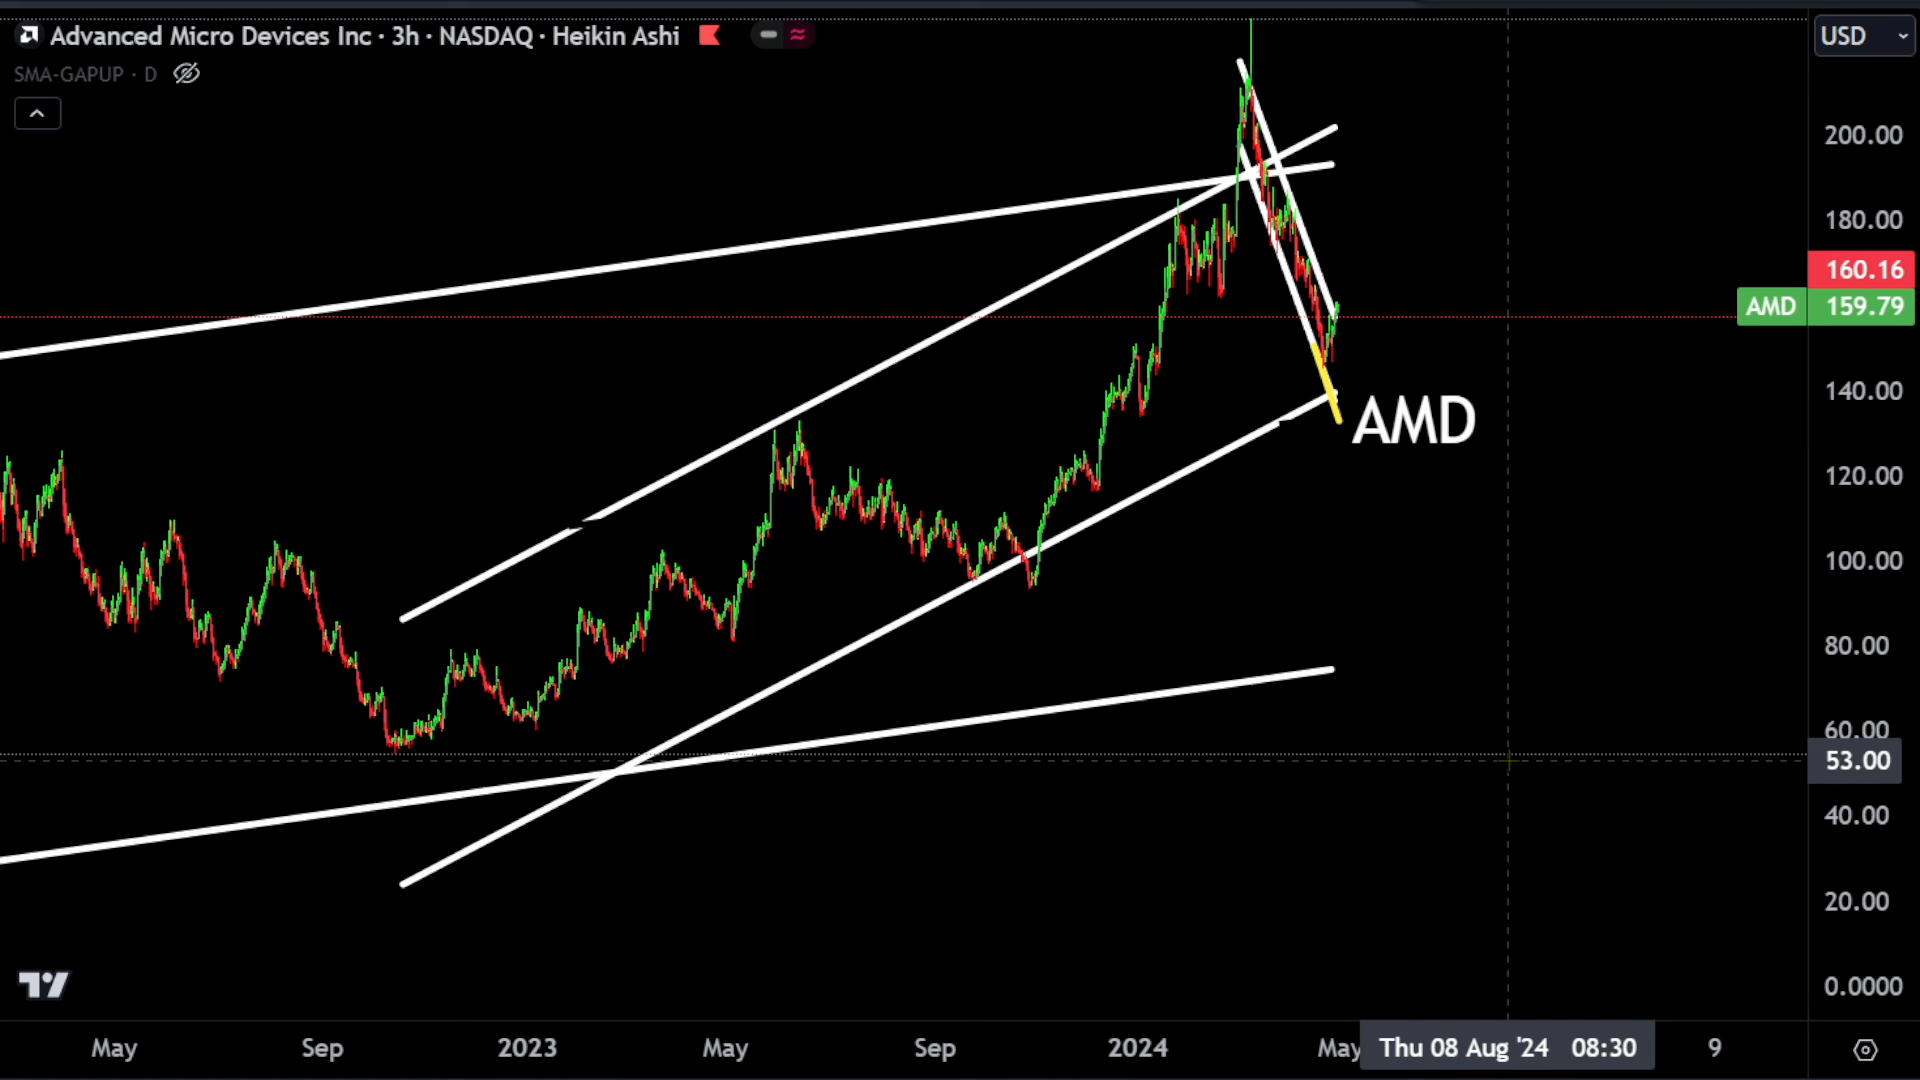 Advanced Micro Devices Inc · 3h · NASDAQ · Heikin Ashi
USD
SMA-GAPUP · D
200.00
180.00
160.16
AMD 159.79
140.00
AMD
120.00
100.00
80.00
60.00
53.00
40.00
20.00
0.0000
May Sep 2023 May Sep 2024 May Thu 08 Aug '24 08:30 9